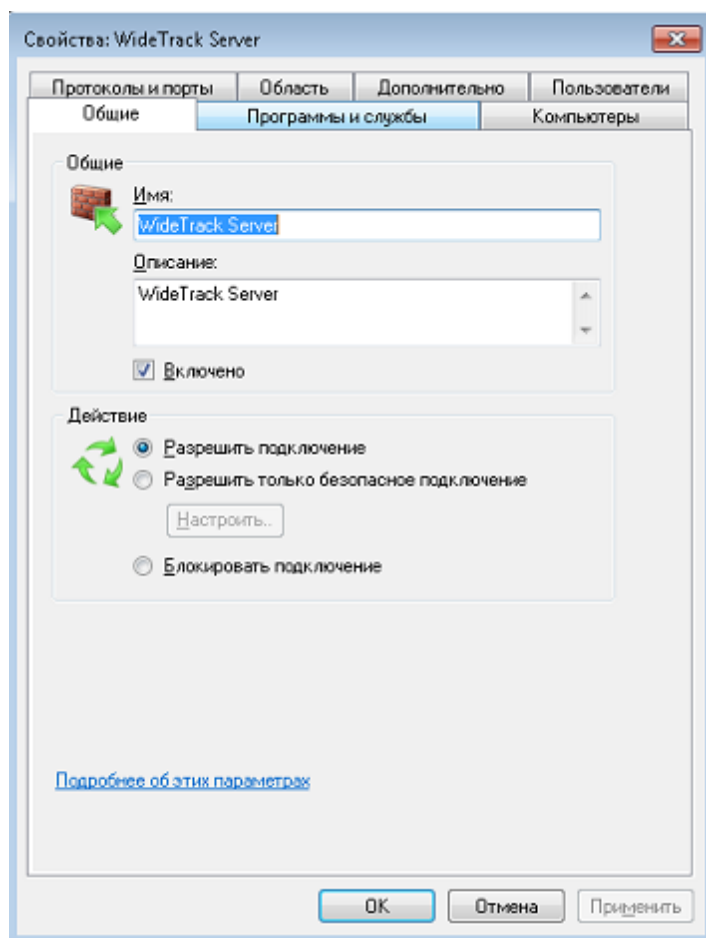 Свойства: WideTrack Server
Протоколы и порты Область Дополнительно Пользователи
Общие Программы и службы Компьютеры
Общие
Имя:
WideTrack Server
Описание:
WideTrack Server
Включено
Действие
Разрешить подключение
Разрешить только безопасное подключение
Настроить..
Блокировать подключение
Подробнее об этих параметрах
OK Отмена Применить